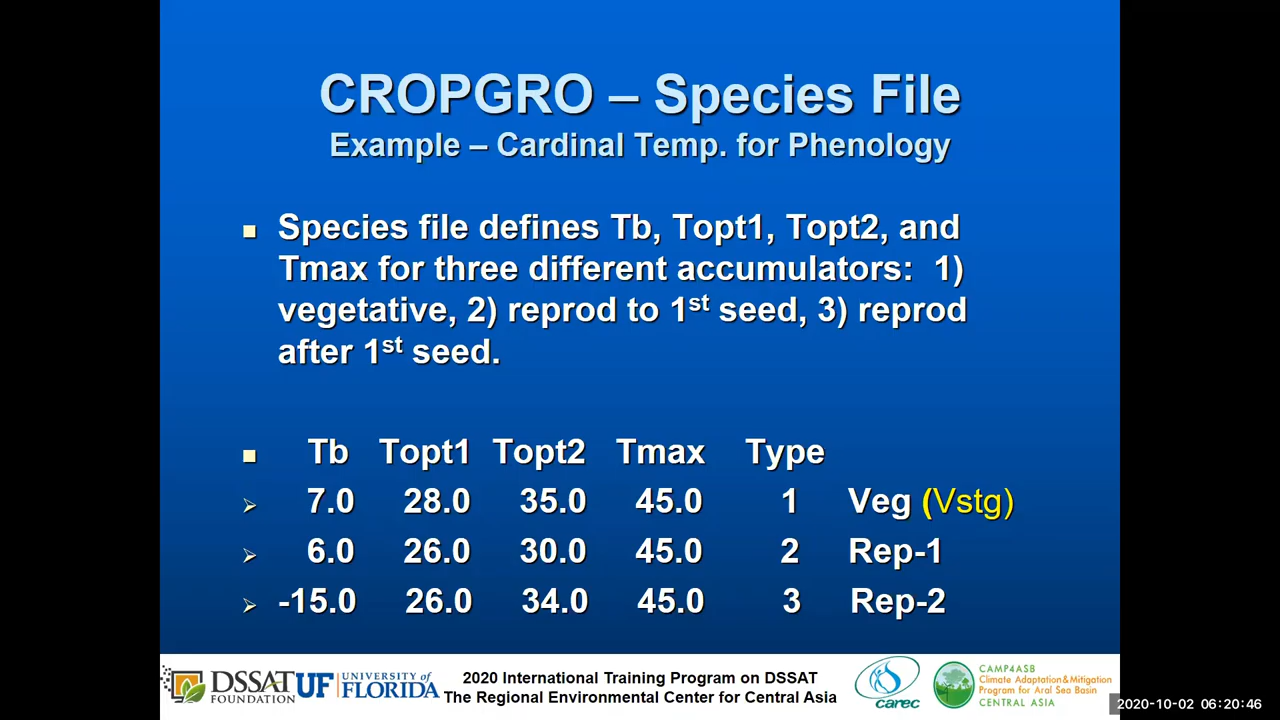 CROPGRO – Species File
Example – Cardinal Temp. for Phenology
Species file defines Tb, Topt1, Topt2, and
Tmax for three different accumulators: 1)
vegetative, 2) reprod to 1st seed, 3) reprod
after 1st seed.
Tb Topt1 Topt2 Tmax Type
7.0 28.0 35.0 45.0 1 Veg (Vstg)
6.0 26.0 30.0 45.0 2 Rep-1
-15.0 26.0 34.0 45.0 3 Rep-2
DSSAT
FOUNDATION
UF UNIVERSITY of
FLORIDA
2020 International Training Program on DSSAT
The Regional Environmental Center for Central Asia
carec
CAMP4ASB
Climate Adaptation & Mitigation
Program for Aral Sea Basin
CENTRAL ASIA
2020-10-02 06:20:46